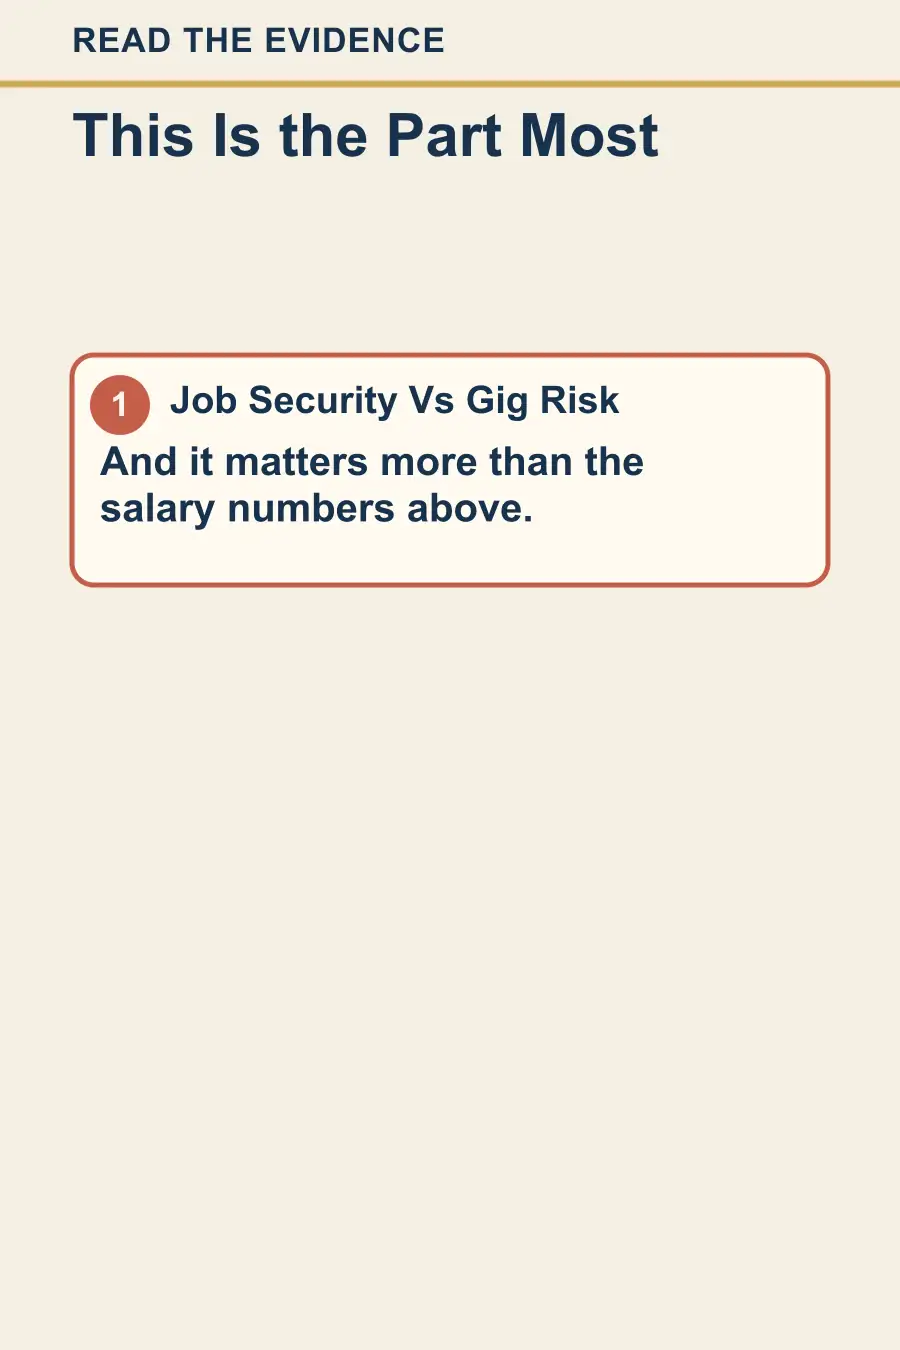 READ THE EVIDENCE
This Is the Part Most
1 Job Security Vs Gig Risk
And it matters more than the
salary numbers above.